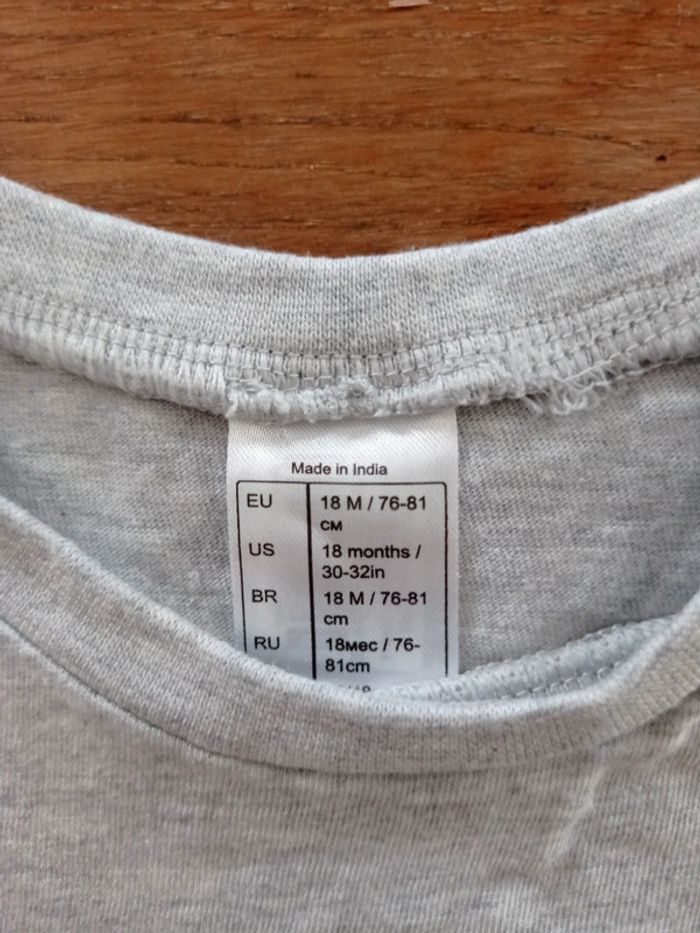 Made in India
EU 18 M / 76-81
см
US 18 months /
30-32in
BR 18 M / 76-81
cm
RU 18мес / 76-
81cm